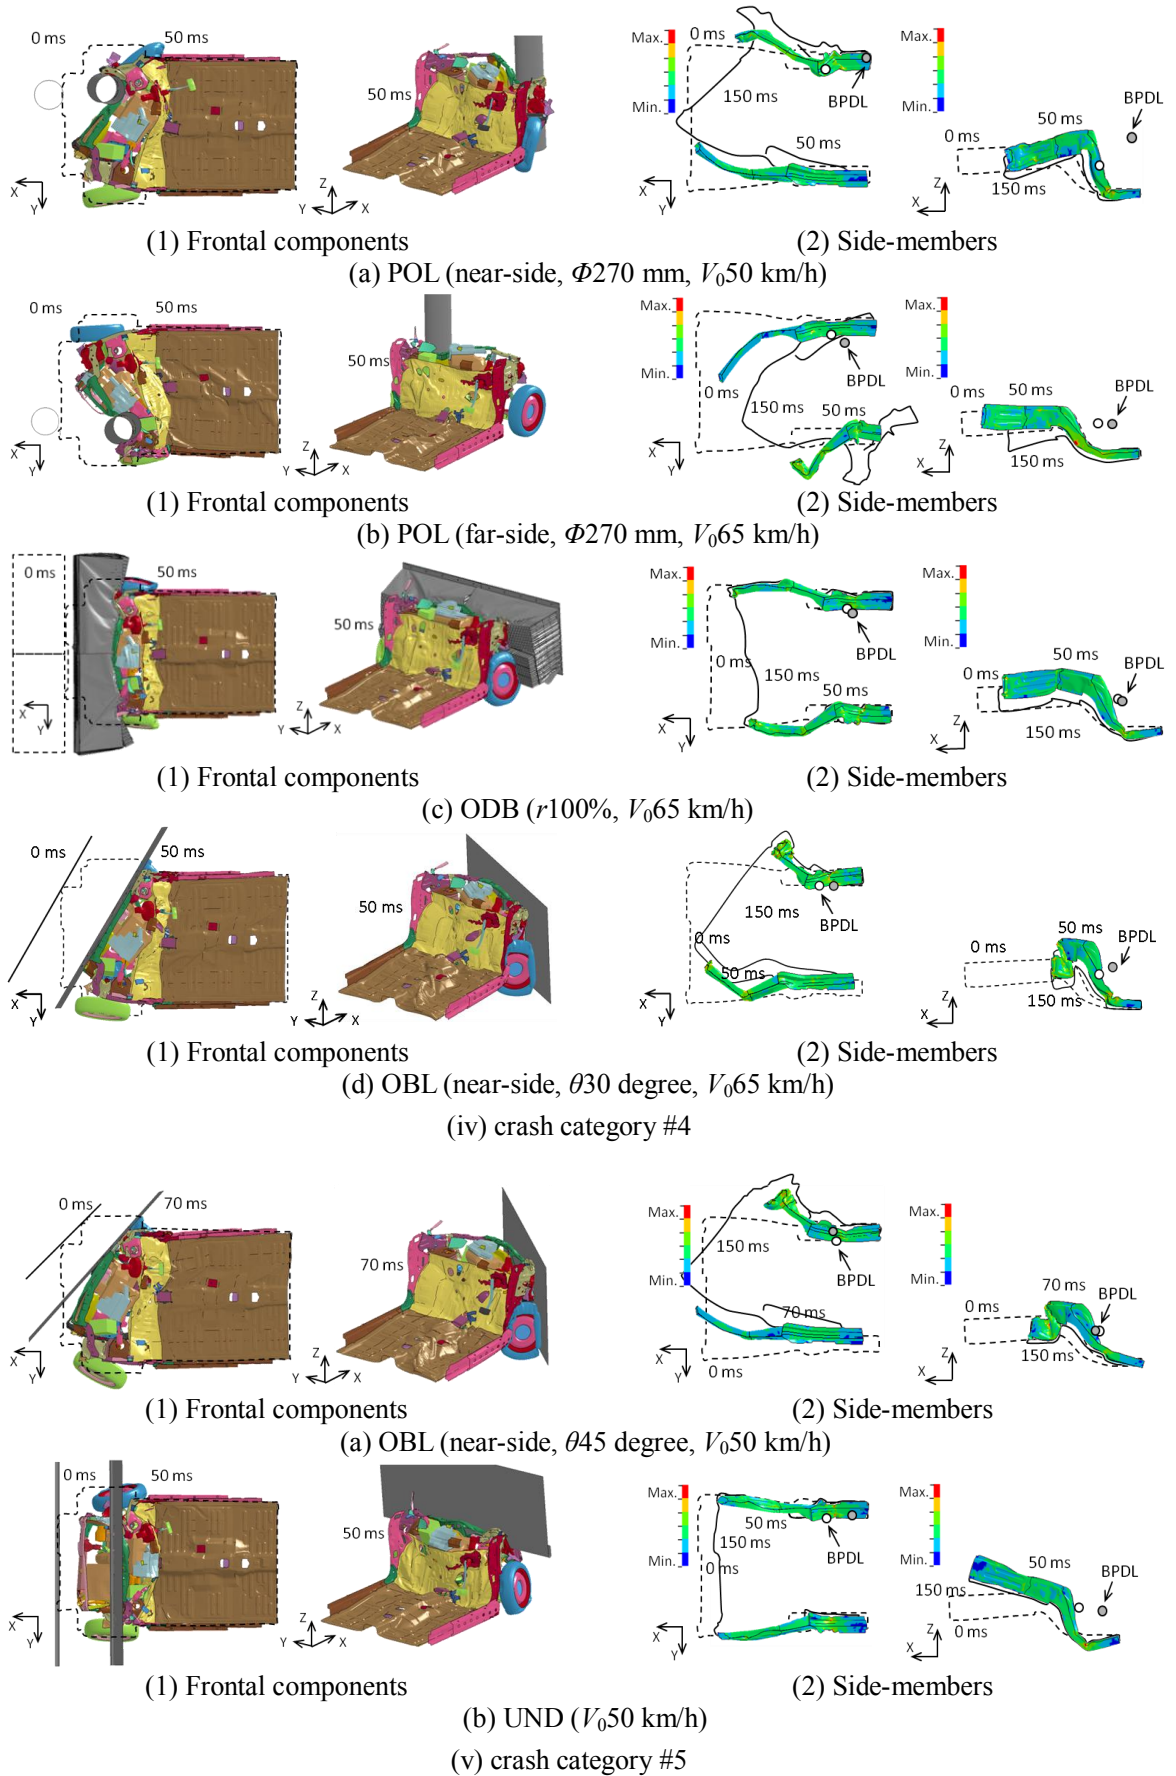 0 ms
50 ms
X
Y
50 ms
Z
Y
X
Max.
Min.
0 ms
150 ms
50 ms
BPDL
X
Y
0 ms
50 ms
150 ms
BPDL
Z
X
(1) Frontal components
(2) Side-members
(a) POL (near-side, Φ270 mm, V₀50 km/h)
0 ms
50 ms
X
Y
50 ms
Z
Y
X
Max.
Min.
0 ms
150 ms
50 ms
BPDL
X
Y
0 ms
50 ms
150 ms
BPDL
Z
X
(1) Frontal components
(2) Side-members
(b) POL (far-side, Φ270 mm, V₀65 km/h)
0 ms
50 ms
X
Y
50 ms
Z
Y
X
Max.
Min.
0 ms
150 ms
50 ms
BPDL
X
Y
0 ms
50 ms
150 ms
BPDL
Z
X
(1) Frontal components
(2) Side-members
(c) ODB (r100%, V₀65 km/h)
0 ms
50 ms
X
Y
50 ms
Z
Y
X
150 ms
BPDL
0 ms
50 ms
X
Y
0 ms
50 ms
150 ms
BPDL
Z
X
(1) Frontal components
(2) Side-members
(d) OBL (near-side, θ30 degree, V₀65 km/h)
(iv) crash category #4
0 ms
70 ms
X
Y
70 ms
Z
Y
X
Max.
Min.
150 ms
BPDL
70 ms
0 ms
X
Y
0 ms
70 ms
150 ms
BPDL
Z
X
(1) Frontal components
(2) Side-members
(a) OBL (near-side, θ45 degree, V₀50 km/h)
0 ms
50 ms
X
Y
50 ms
Z
Y
X
Max.
Min.
50 ms
150 ms
0 ms
BPDL
X
Y
Max.
Min.
50 ms
150 ms
0 ms
BPDL
Z
X
(1) Frontal components
(2) Side-members
(b) UND (V₀50 km/h)
(v) crash category #5